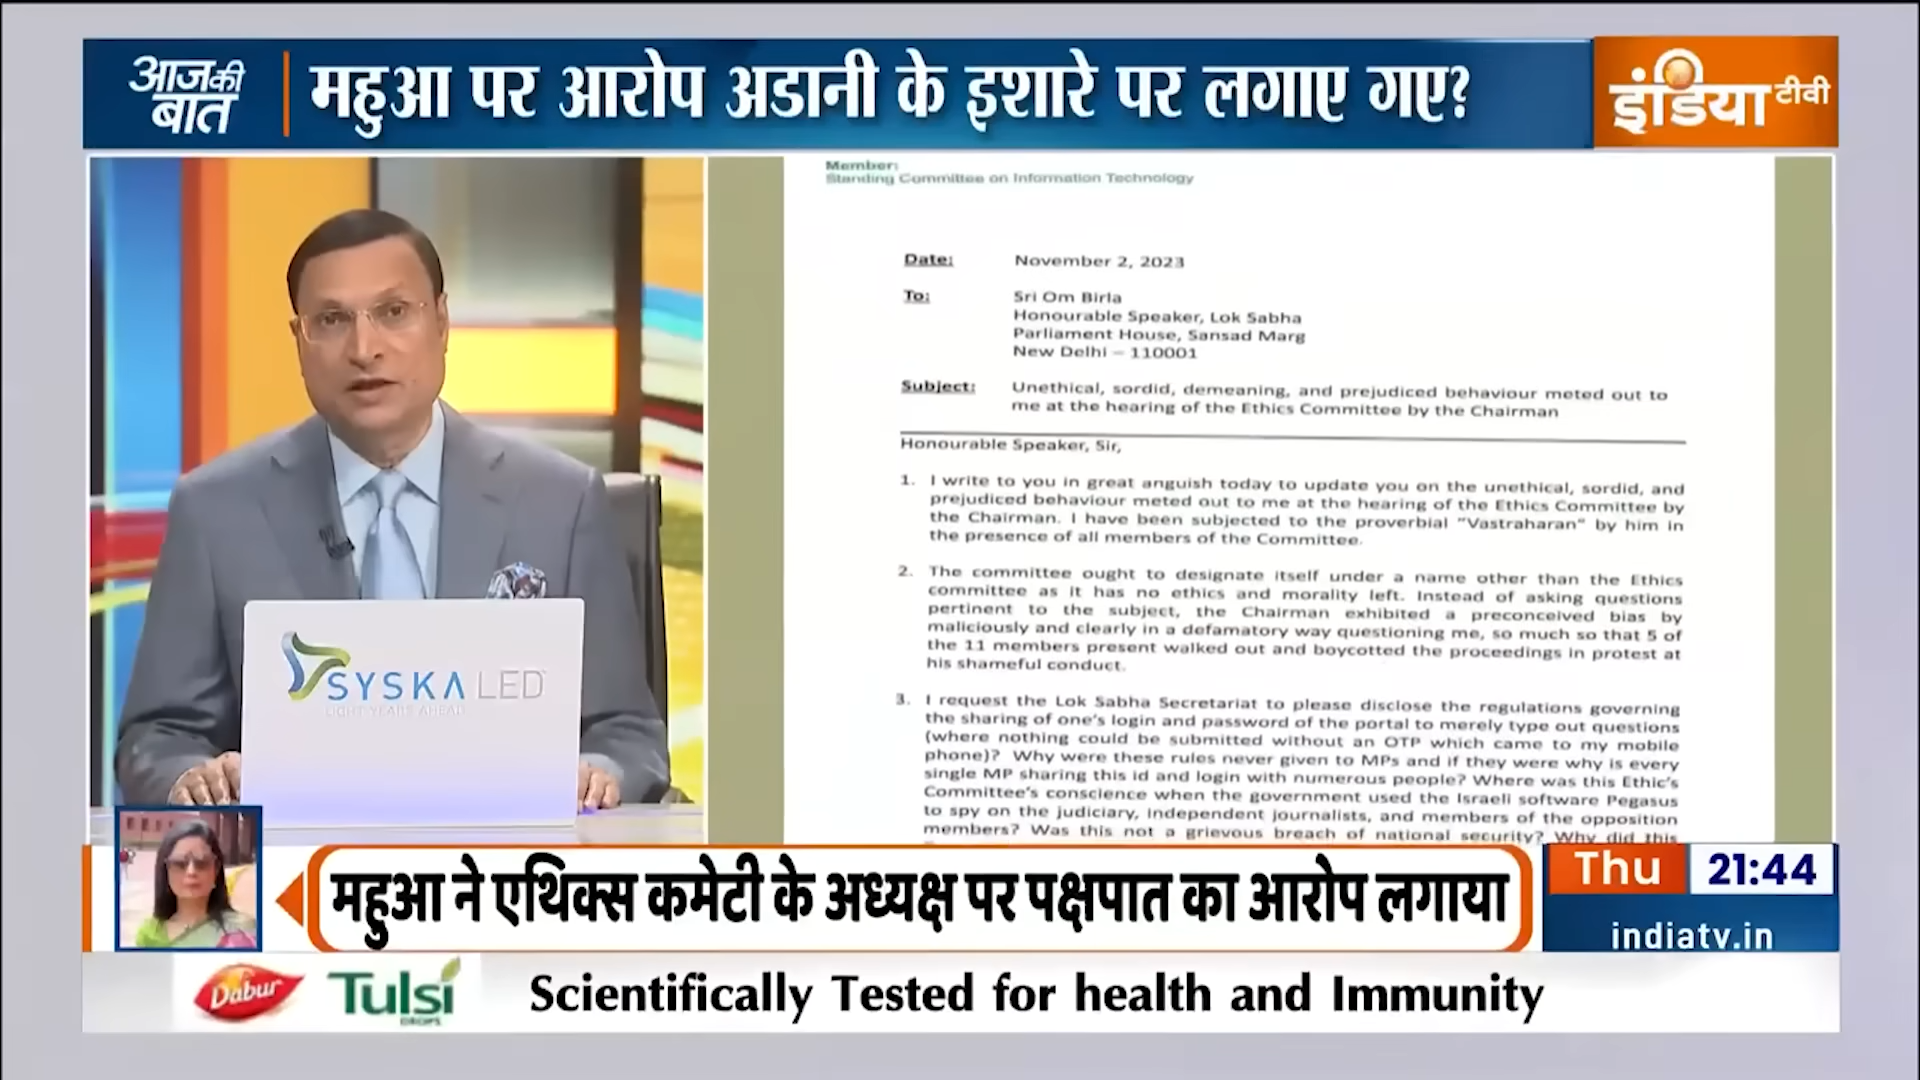 आज की
बात
महुआ पर आरोप अडानी के इशारे पर लगाए गए?
इंडिया टीवी
Member:
Standing Committee on Information Technology
Date: November 2, 2023
To: Sri Om Birla
Honourable Speaker, Lok Sabha
Parliament House, Sansad Marg
New Delhi – 110001
Subject: Unethical, sordid, demeaning, and prejudiced behaviour meted out to
me at the hearing of the Ethics Committee by the Chairman
Honourable Speaker, Sir,
1. I write to you in great anguish today to update you on the unethical, sordid, and
prejudiced behaviour meted out to me at the hearing of the Ethics Committee by
the Chairman. I have been subjected to the proverbial "Vastraharan" by him in
the presence of all members of the Committee.
2. The committee ought to designate itself under a name other than the Ethics
committee as it has no ethics and morality left. Instead of asking questions
pertinent to the subject, the Chairman exhibited a preconceived bias by
maliciously and clearly in a defamatory way questioning me, so much so that 5 of
the 11 members present walked out and boycotted the proceedings in protest at
his shameful conduct.
3. I request the Lok Sabha Secretariat to please disclose the regulations governing
the sharing of one's login and password of the portal to merely type out questions
(where nothing could be submitted without an OTP which came to my mobile
phone)? Why were these rules never given to MPs and if they were why is every
single MP sharing this id and login with numerous people? Where was this Ethic's
Committee's conscience when the government used the Israeli software Pegasus
to spy on the judiciary, independent journalists, and members of the opposition
members? Was this not a grievous breach of national security? Why did this
SYSKA LED
LIGHT YEARS AHEAD
महुआ ने एथिक्स कमेटी के अध्यक्ष पर पक्षपात का आरोप लगाया
Thu 21:44
indiatv.in
Dabur Tulsi
DROPS
Scientifically Tested for health and Immunity